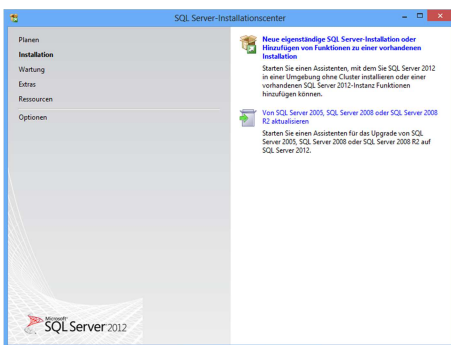 SQL Server-Installationscenter
Planen
Installation
Wartung
Extras
Ressourcen
Optionen
Neue eigenständige SQL Server-Installation oder
Hinzufügen von Funktionen zu einer vorhandenen
Installation
Starten Sie einen Assistenten, mit dem Sie SQL Server 2012
in einer Umgebung ohne Cluster installieren oder einer
vorhandenen SQL Server 2012-Instanz Funktionen
hinzufügen können.
Von SQL Server 2005, SQL Server 2008 oder SQL Server 2008
R2 aktualisieren
Starten Sie einen Assistenten für das Upgrade von SQL
Server 2005, SQL Server 2008 oder SQL Server 2008 R2 auf
SQL Server 2012.
Microsoft
SQL Server 2012